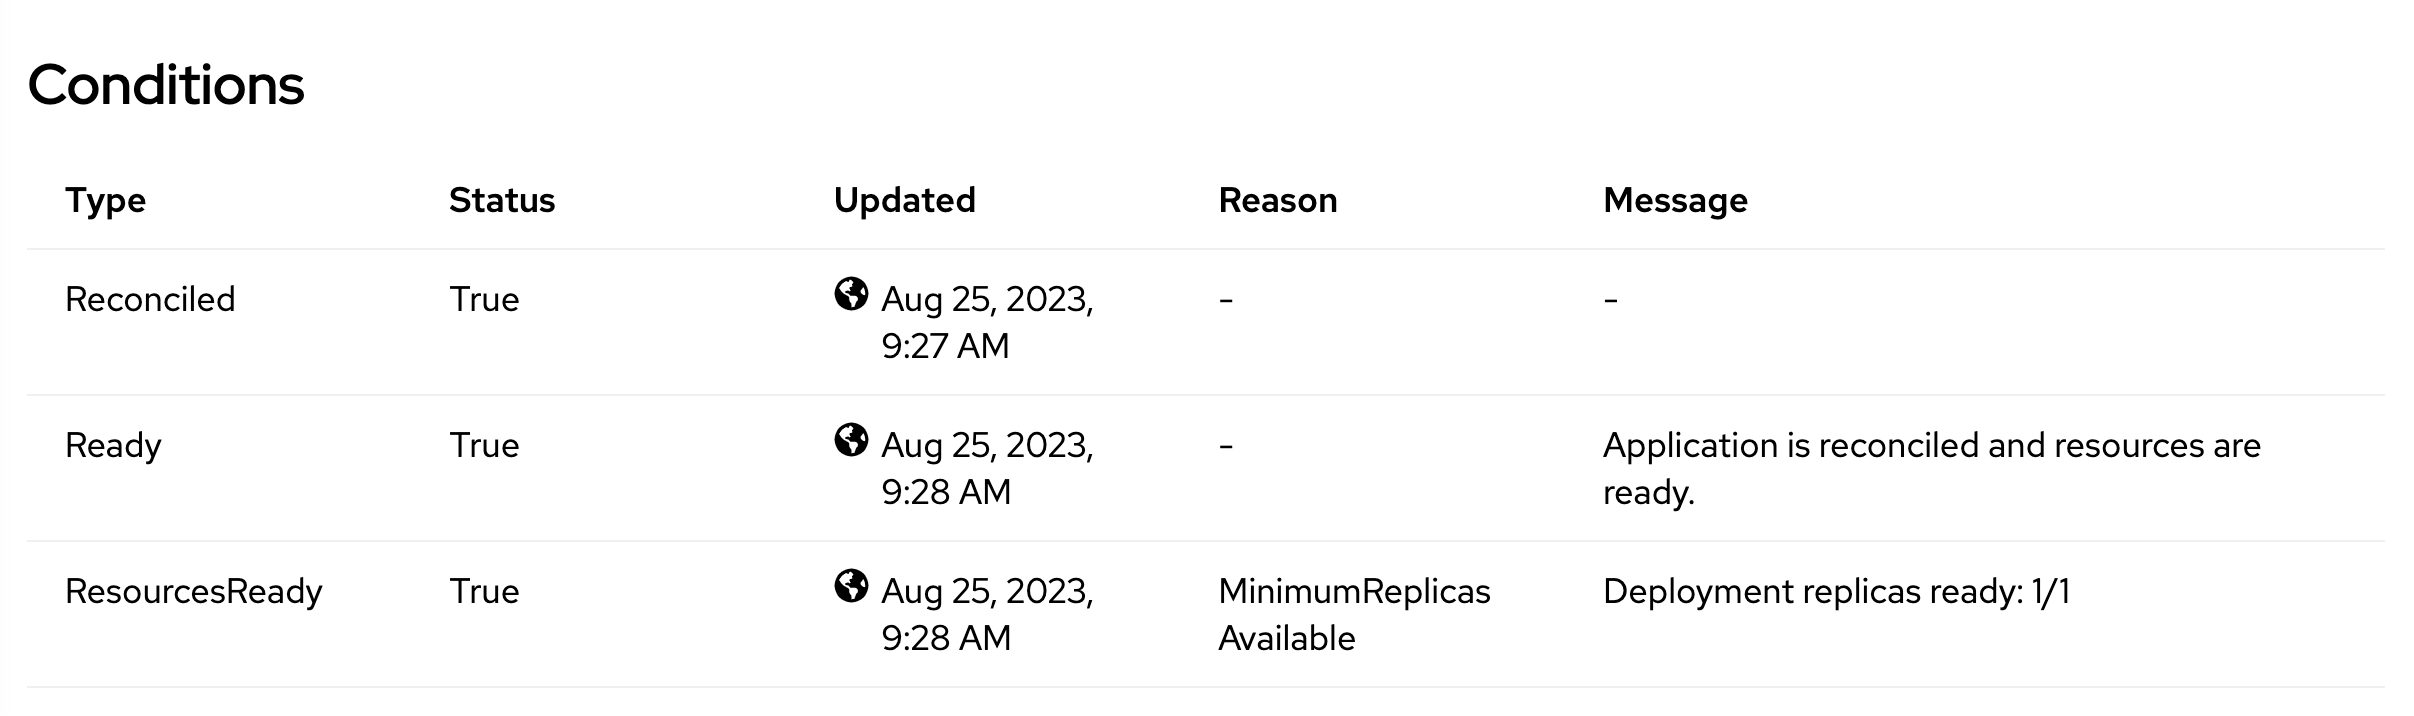 Conditions
Type Status Updated Reason Message
Reconciled True Aug 25, 2023, - -
9:27 AM
Ready True Aug 25, 2023, - Application is reconciled and resources are
9:28 AM ready.
ResourcesReady True Aug 25, 2023, MinimumReplicas Deployment replicas ready: 1/1
9:28 AM Available